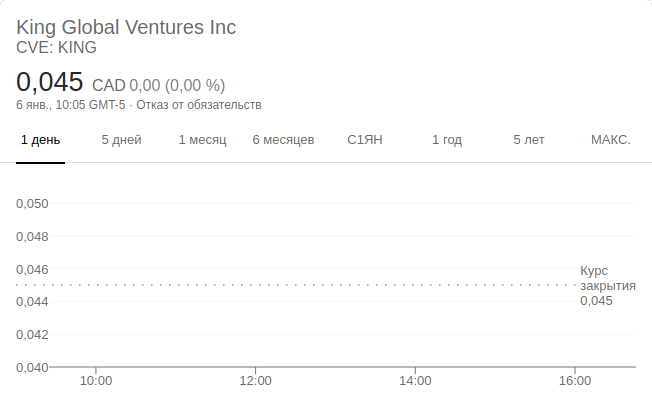 King Global Ventures Inc
CVE: KING
0,045 CAD 0,00 (0,00 %)
6 янв., 10:05 GMT-5 · Отказ от обязательств
1 день 5 дней 1 месяц 6 месяцев С1ЯН 1 год 5 лет МАКС.
0,050
0,048
0,046
Курс
закрытия
0,045
0,044
0,042
0,040
10:00 12:00 14:00 16:00